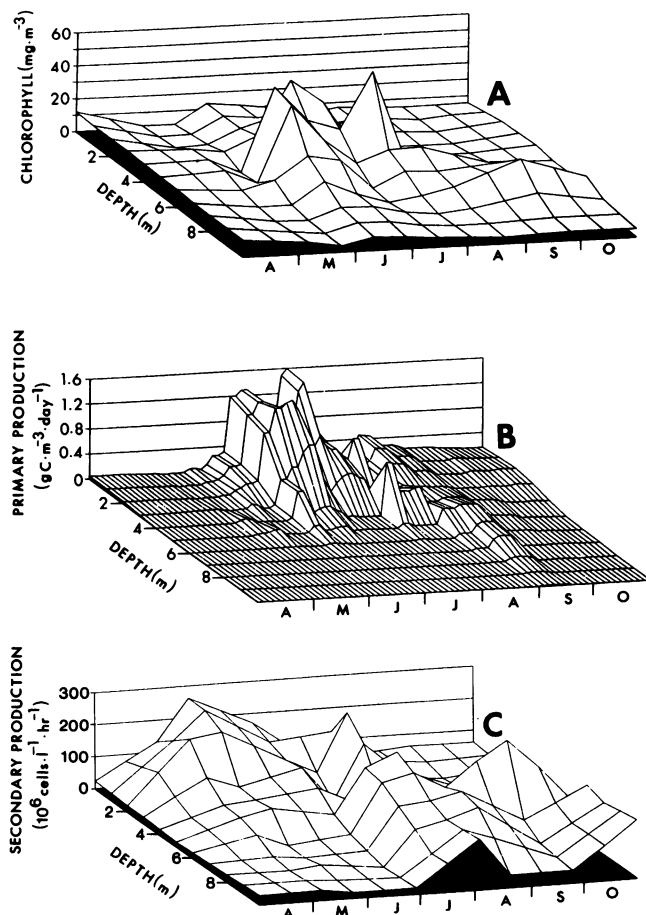 60
40
20
0
CHLOROPHYLL (mg·m⁻³)
2
4
6
8
DEPTH (m)
A
A M J J A S O
1.6
1.2
0.8
0.4
0
PRIMARY PRODUCTION
(gC·m⁻³·day⁻¹)
2
4
6
8
DEPTH (m)
B
A M J J A S O
300
200
100
0
SECONDARY PRODUCTION
(10⁶cells·l⁻¹·hr⁻¹)
2
4
6
8
DEPTH (m)
C
A M J J A S O